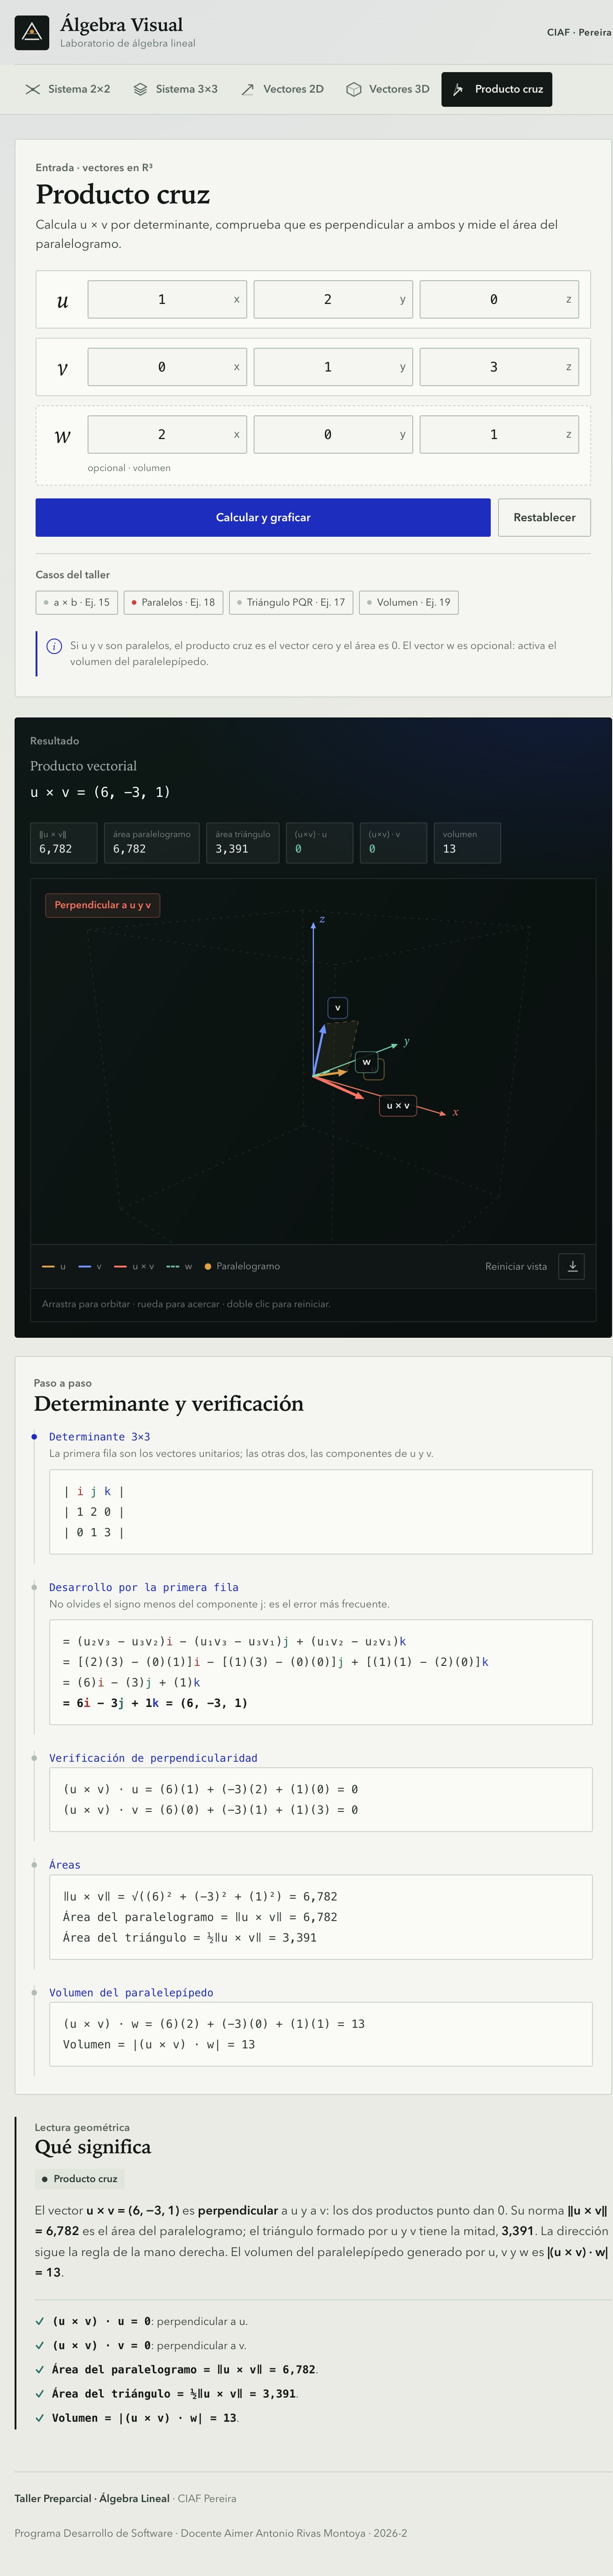 Álgebra Visual
Laboratorio de álgebra lineal
CIAF · Pereira
Sistema 2×2
Sistema 3×3
Vectores 2D
Vectores 3D
Producto cruz
Entrada · vectores en R³
Producto cruz
Calcula u × v por determinante, comprueba que es perpendicular a ambos y mide el área del
paralelogramo.
u 1 x 2 y 0 z
v 0 x 1 y 3 z
w 2 x 0 y 1 z
opcional · volumen
Calcular y graficar
Restablecer
Casos del taller
a × b · Ej. 15
Paralelos · Ej. 18
Triángulo PQR · Ej. 17
Volumen · Ej. 19
i
Si u y v son paralelos, el producto cruz es el vector cero y el área es 0. El vector w es opcional: activa el
volumen del paralelepípedo.
Resultado
Producto vectorial
u × v = (6, −3, 1)
‖u × v‖
6,782
área paralelogramo
6,782
área triángulo
3,391
(u×v) · u
0
(u×v) · v
0
volumen
13
Perpendicular a u y v
z
v
y
w
u × v
x
u
v
u × v
w
Paralelogramo
Reiniciar vista
Arrastra para orbitar · rueda para acercar · doble clic para reiniciar.
Paso a paso
Determinante y verificación
Determinante 3×3
La primera fila son los vectores unitarios; las otras dos, las componentes de u y v.
| i j k |
| 1 2 0 |
| 0 1 3 |
Desarrollo por la primera fila
No olvides el signo menos del componente j: es el error más frecuente.
= (u₂v₃ − u₃v₂)i − (u₁v₃ − u₃v₁)j + (u₁v₂ − u₂v₁)k
= [(2)(3) − (0)(1)]i − [(1)(3) − (0)(0)]j + [(1)(1) − (2)(0)]k
= (6)i − (3)j + (1)k
= 6i − 3j + 1k = (6, −3, 1)
Verificación de perpendicularidad
(u × v) · u = (6)(1) + (−3)(2) + (1)(0) = 0
(u × v) · v = (6)(0) + (−3)(1) + (1)(3) = 0
Áreas
‖u × v‖ = √((6)² + (−3)² + (1)²) = 6,782
Área del paralelogramo = ‖u × v‖ = 6,782
Área del triángulo = ½‖u × v‖ = 3,391
Volumen del paralelepípedo
(u × v) · w = (6)(2) + (−3)(0) + (1)(1) = 13
Volumen = |(u × v) · w| = 13
Lectura geométrica
Qué significa
Producto cruz
El vector u × v = (6, −3, 1) es perpendicular a u y a v: los dos productos punto dan 0. Su norma ‖u × v‖
= 6,782 es el área del paralelogramo; el triángulo formado por u y v tiene la mitad, 3,391. La dirección
sigue la regla de la mano derecha. El volumen del paralelepípedo generado por u, v y w es |(u × v) · w|
= 13.
(u × v) · u = 0: perpendicular a u.
(u × v) · v = 0: perpendicular a v.
Área del paralelogramo = ‖u × v‖ = 6,782.
Área del triángulo = ½‖u × v‖ = 3,391.
Volumen = |(u × v) · w| = 13.
Taller Preparcial · Álgebra Lineal · CIAF Pereira
Programa Desarrollo de Software · Docente Aimer Antonio Rivas Montoya · 2026-2